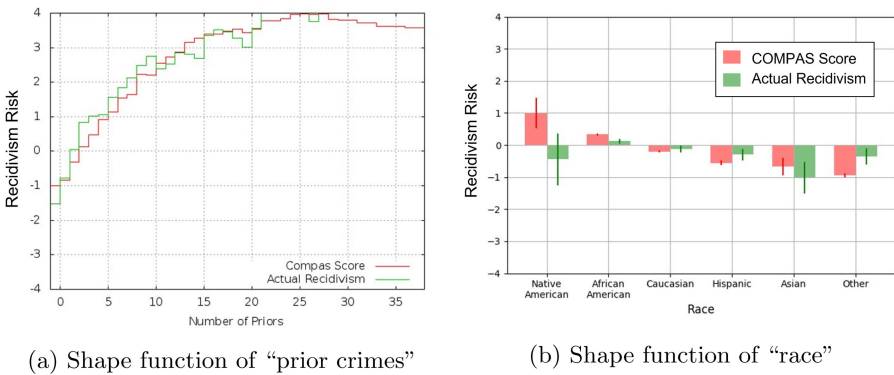 4
3
2
1
0
-1
-2
-3
-4
Recidivism Risk
Compas Score
Actual Recidivism
0 5 10 15 20 25 30 35
Number of Priors
(a) Shape function of “prior crimes”
4
3
2
1
0
−1
−2
−3
−4
Recidivism Risk
COMPAS Score
Actual Recidivism
Native American
African American
Caucasian
Hispanic
Asian
Other
Race
(b) Shape function of “race”